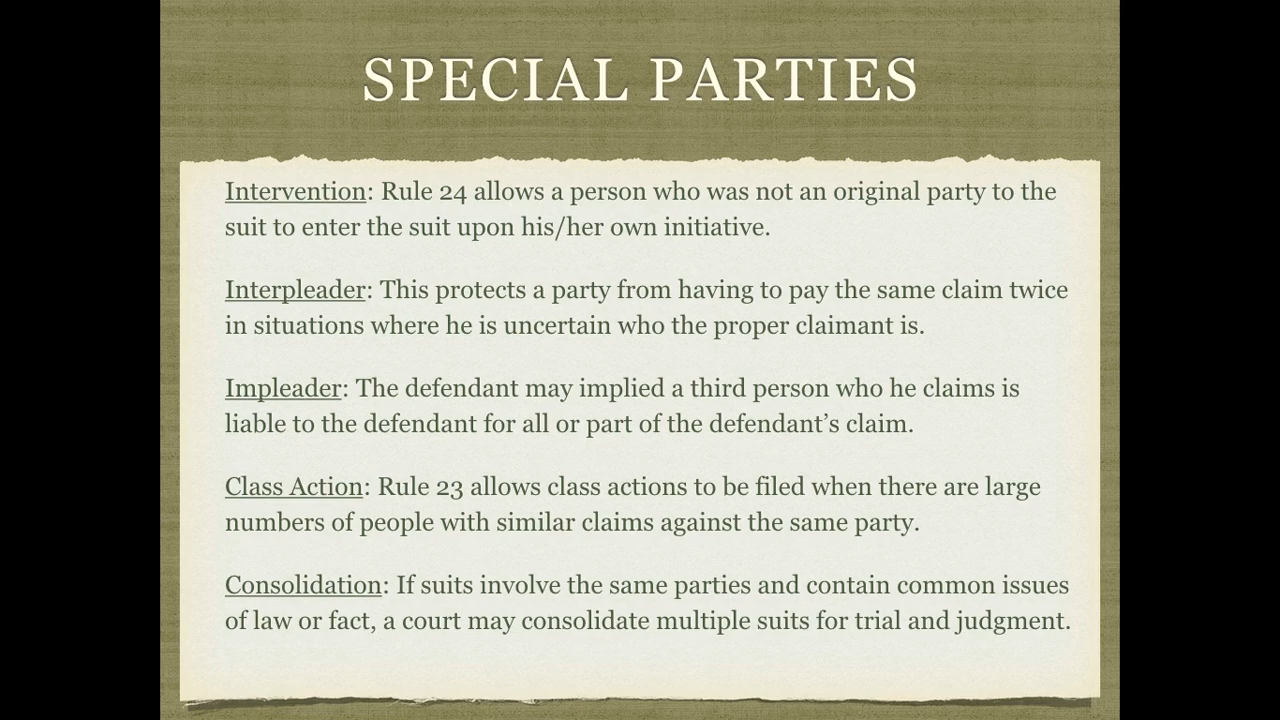 SPECIAL PARTIES
Intervention: Rule 24 allows a person who was not an original party to the
suit to enter the suit upon his/her own initiative.
Interpleader: This protects a party from having to pay the same claim twice
in situations where he is uncertain who the proper claimant is.
Impleader: The defendant may implied a third person who he claims is
liable to the defendant for all or part of the defendant’s claim.
Class Action: Rule 23 allows class actions to be filed when there are large
numbers of people with similar claims against the same party.
Consolidation: If suits involve the same parties and contain common issues
of law or fact, a court may consolidate multiple suits for trial and judgment.